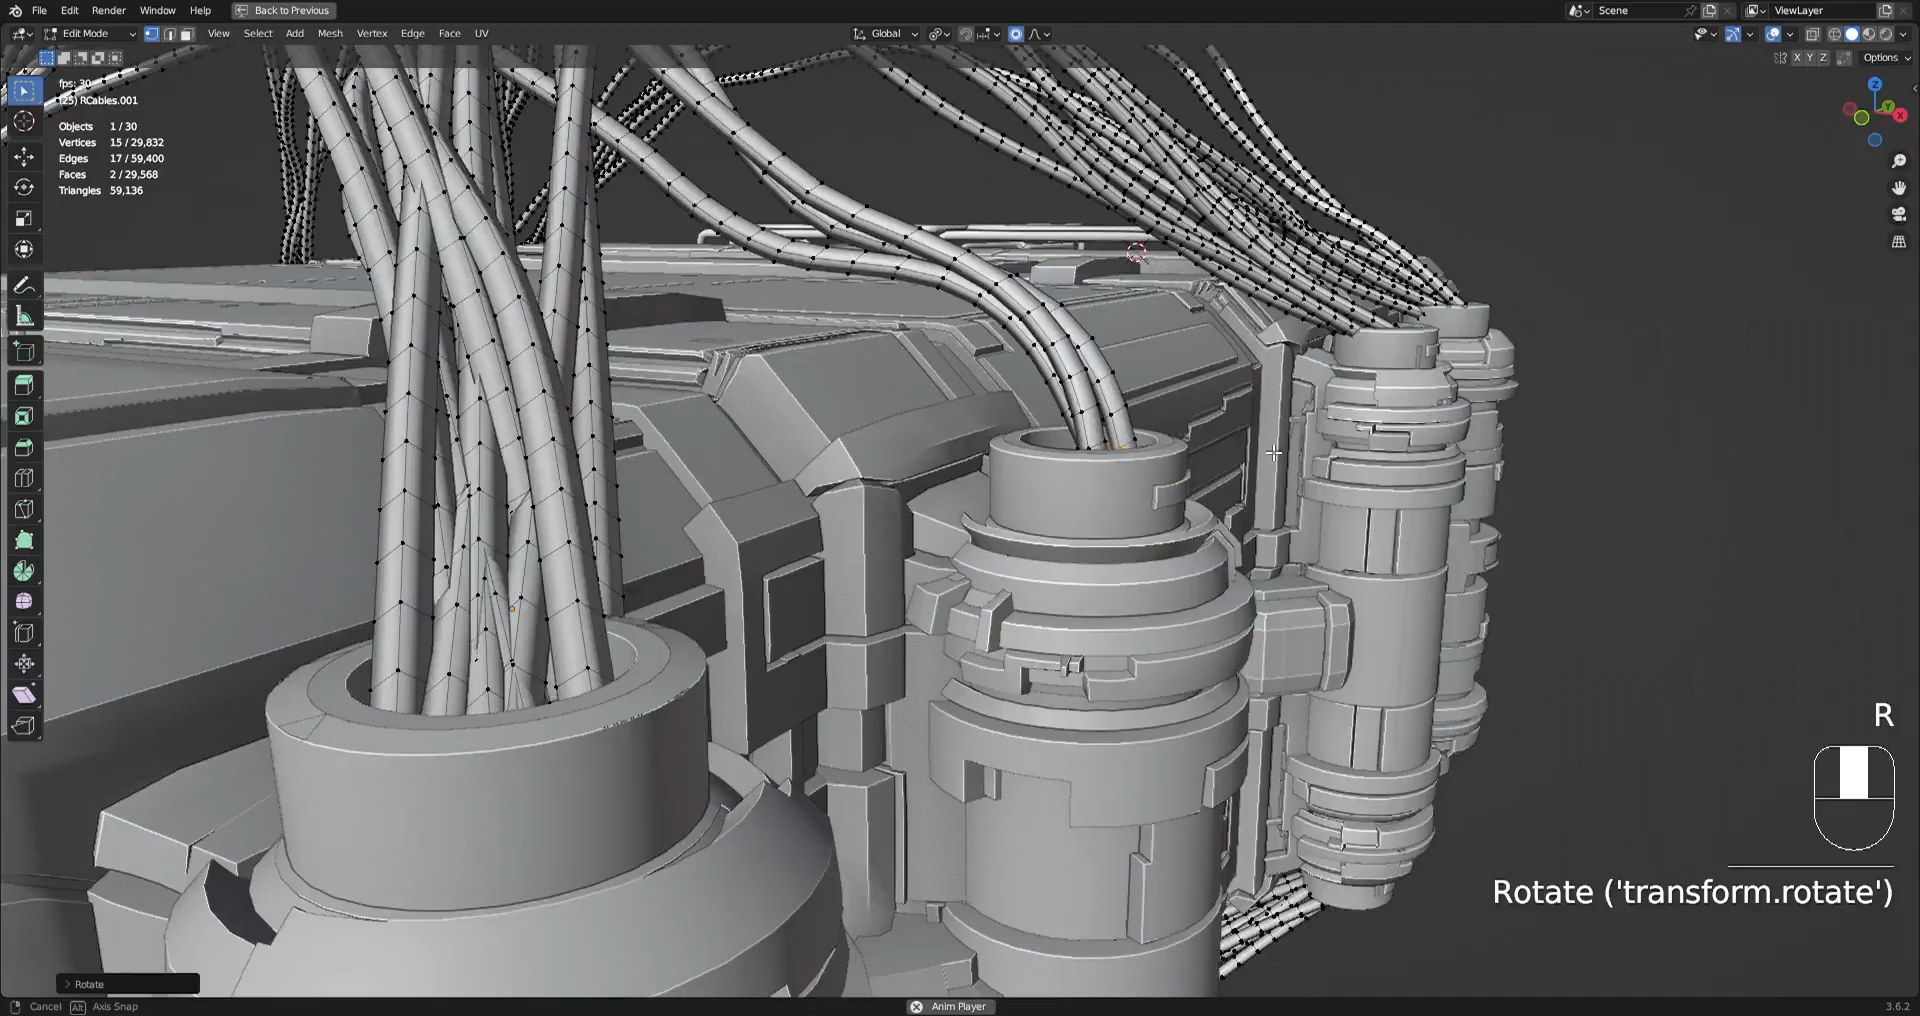 File Edit Render Window Help Back to Previous Scene ViewLayer
Edit Mode View Select Add Mesh Vertex Edge Face UV Global
X Y Z Options
fps: 30
(25) RCables.001
Objects 1 / 30
Vertices 15 / 29,832
Edges 17 / 59,400
Faces 2 / 29,568
Triangles 59,136
Z
Y
X
R
Rotate ('transform.rotate')
Rotate
Cancel Alt Axis Snap Anim Player 3.6.2